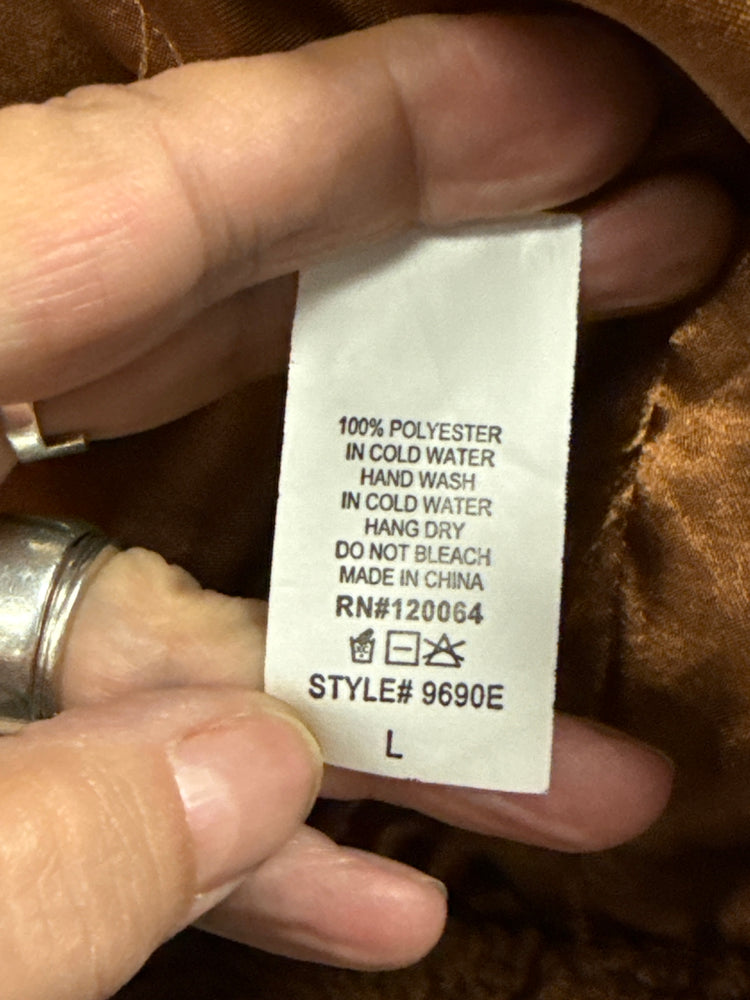 100% POLYESTER
IN COLD WATER
HAND WASH
IN COLD WATER
HANG DRY
DO NOT BLEACH
MADE IN CHINA
RN#120064
STYLE# 9690E
L